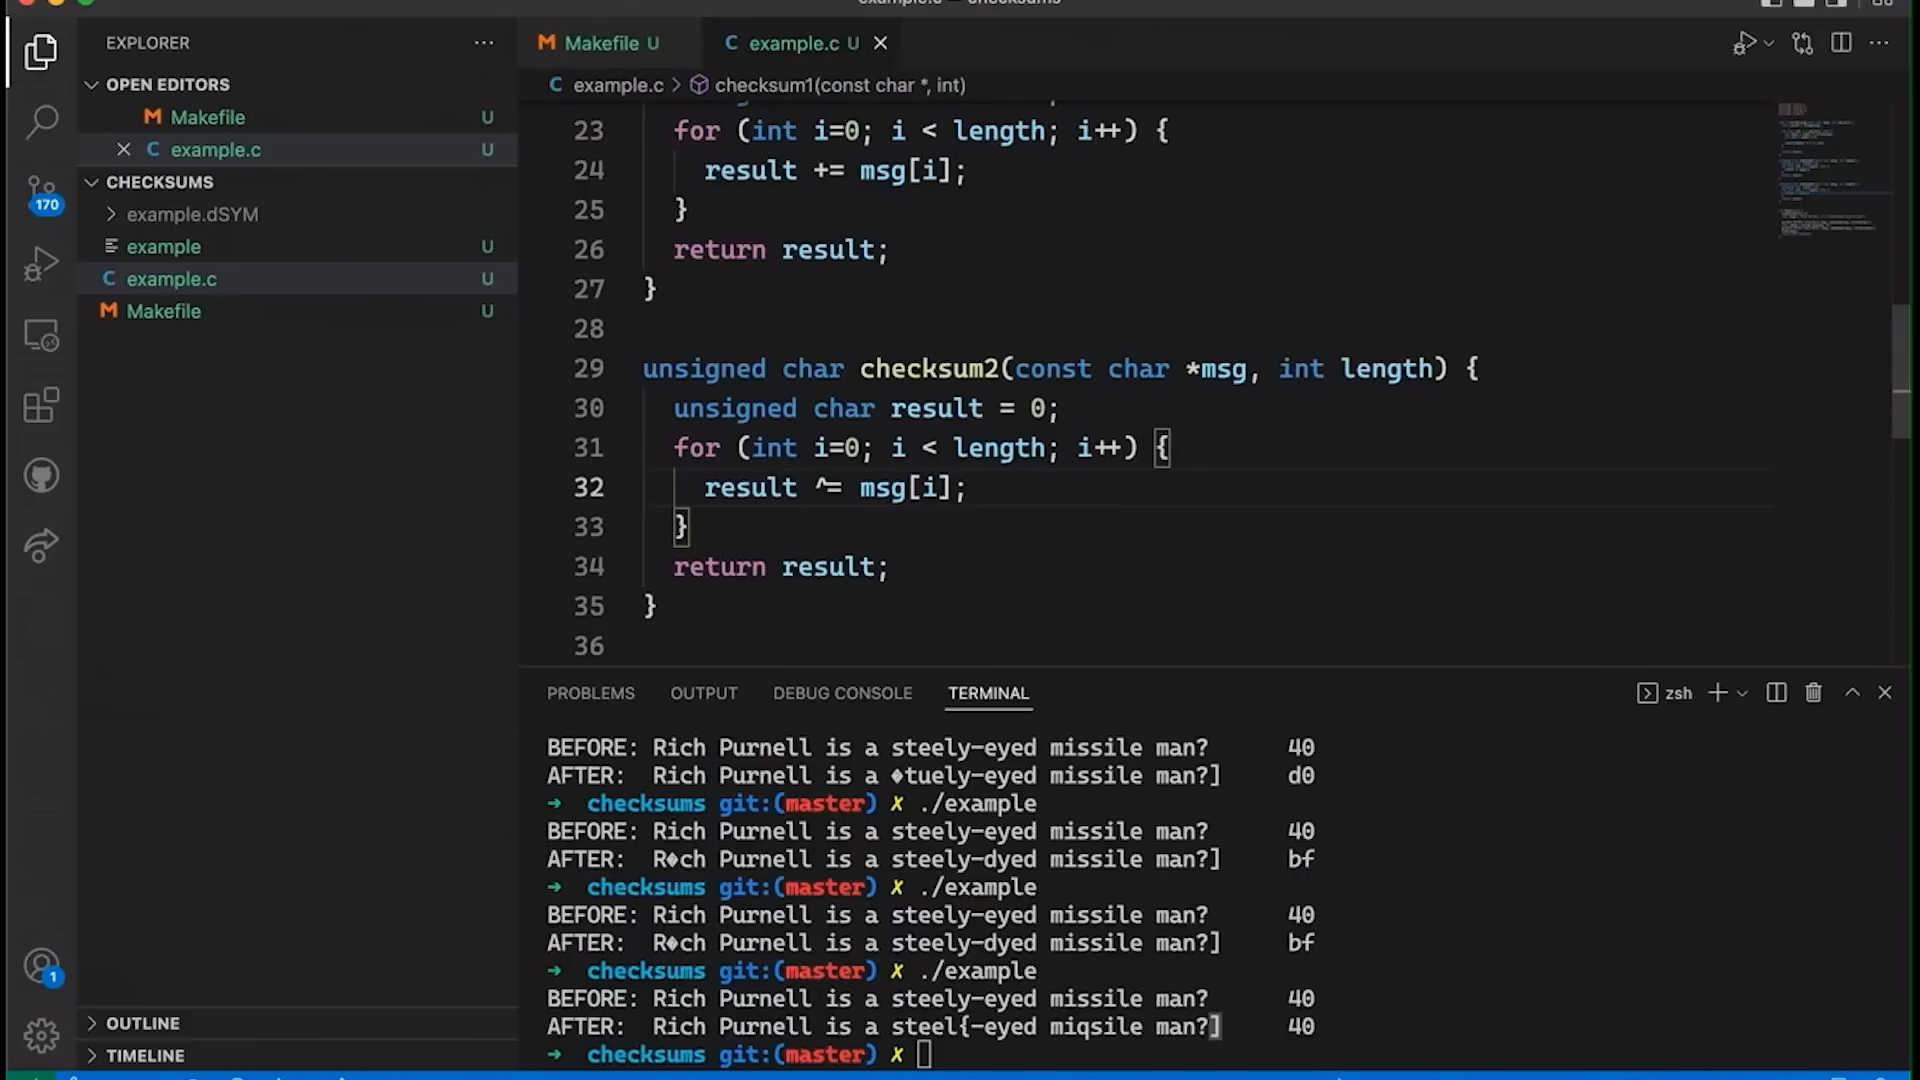 example.c — checksums
EXPLORER ···
OPEN EDITORS
M Makefile U
C example.c U
CHECKSUMS
example.dSYM
example U
C example.c U
M Makefile U
170
1
OUTLINE
TIMELINE
M Makefile U C example.c U
C example.c > checksum1(const char *, int)
23 for (int i=0; i < length; i++) {
24 result += msg[i];
25 }
26 return result;
27 }
28
29 unsigned char checksum2(const char *msg, int length) {
30 unsigned char result = 0;
31 for (int i=0; i < length; i++) {
32 result ^= msg[i];
33 }
34 return result;
35 }
36
PROBLEMS OUTPUT DEBUG CONSOLE TERMINAL zsh
BEFORE: Rich Purnell is a steely-eyed missile man? 40
AFTER: Rich Purnell is a �tuely-eyed missile man?] d0
→ checksums git:(master) ✗ ./example
BEFORE: Rich Purnell is a steely-eyed missile man? 40
AFTER: R�ch Purnell is a steely-dyed missile man?] bf
→ checksums git:(master) ✗ ./example
BEFORE: Rich Purnell is a steely-eyed missile man? 40
AFTER: R�ch Purnell is a steely-dyed missile man?] bf
→ checksums git:(master) ✗ ./example
BEFORE: Rich Purnell is a steely-eyed missile man? 40
AFTER: Rich Purnell is a steel{-eyed miqsile man?] 40
→ checksums git:(master) ✗